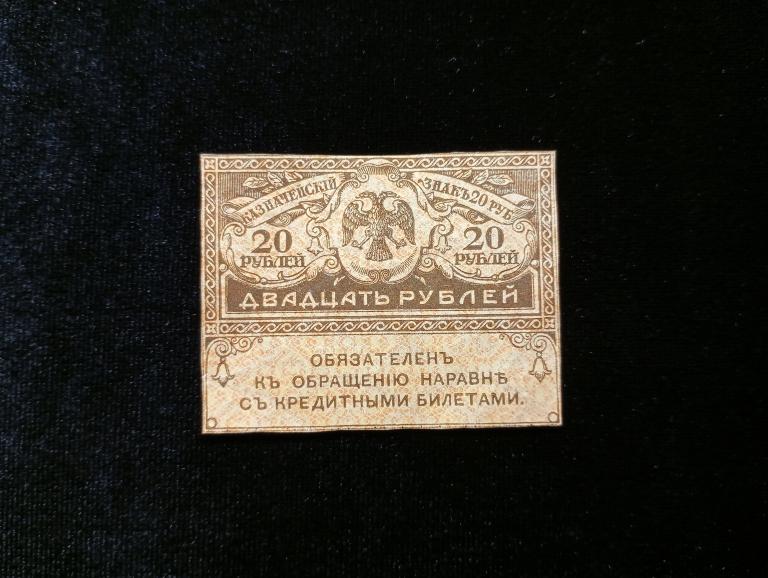 КАЗНАЧЕЙСКІЙ ЗНАКЪ 20 РУБ
20 РУБЛЕЙ
20 РУБЛЕЙ
ДВАДЦАТЬ РУБЛЕЙ
ОБЯЗАТЕЛЕНЪ
КЪ ОБРАЩЕНІЮ НАРАВНѢ
СЪ КРЕДИТНЫМИ БИЛЕТАМИ.